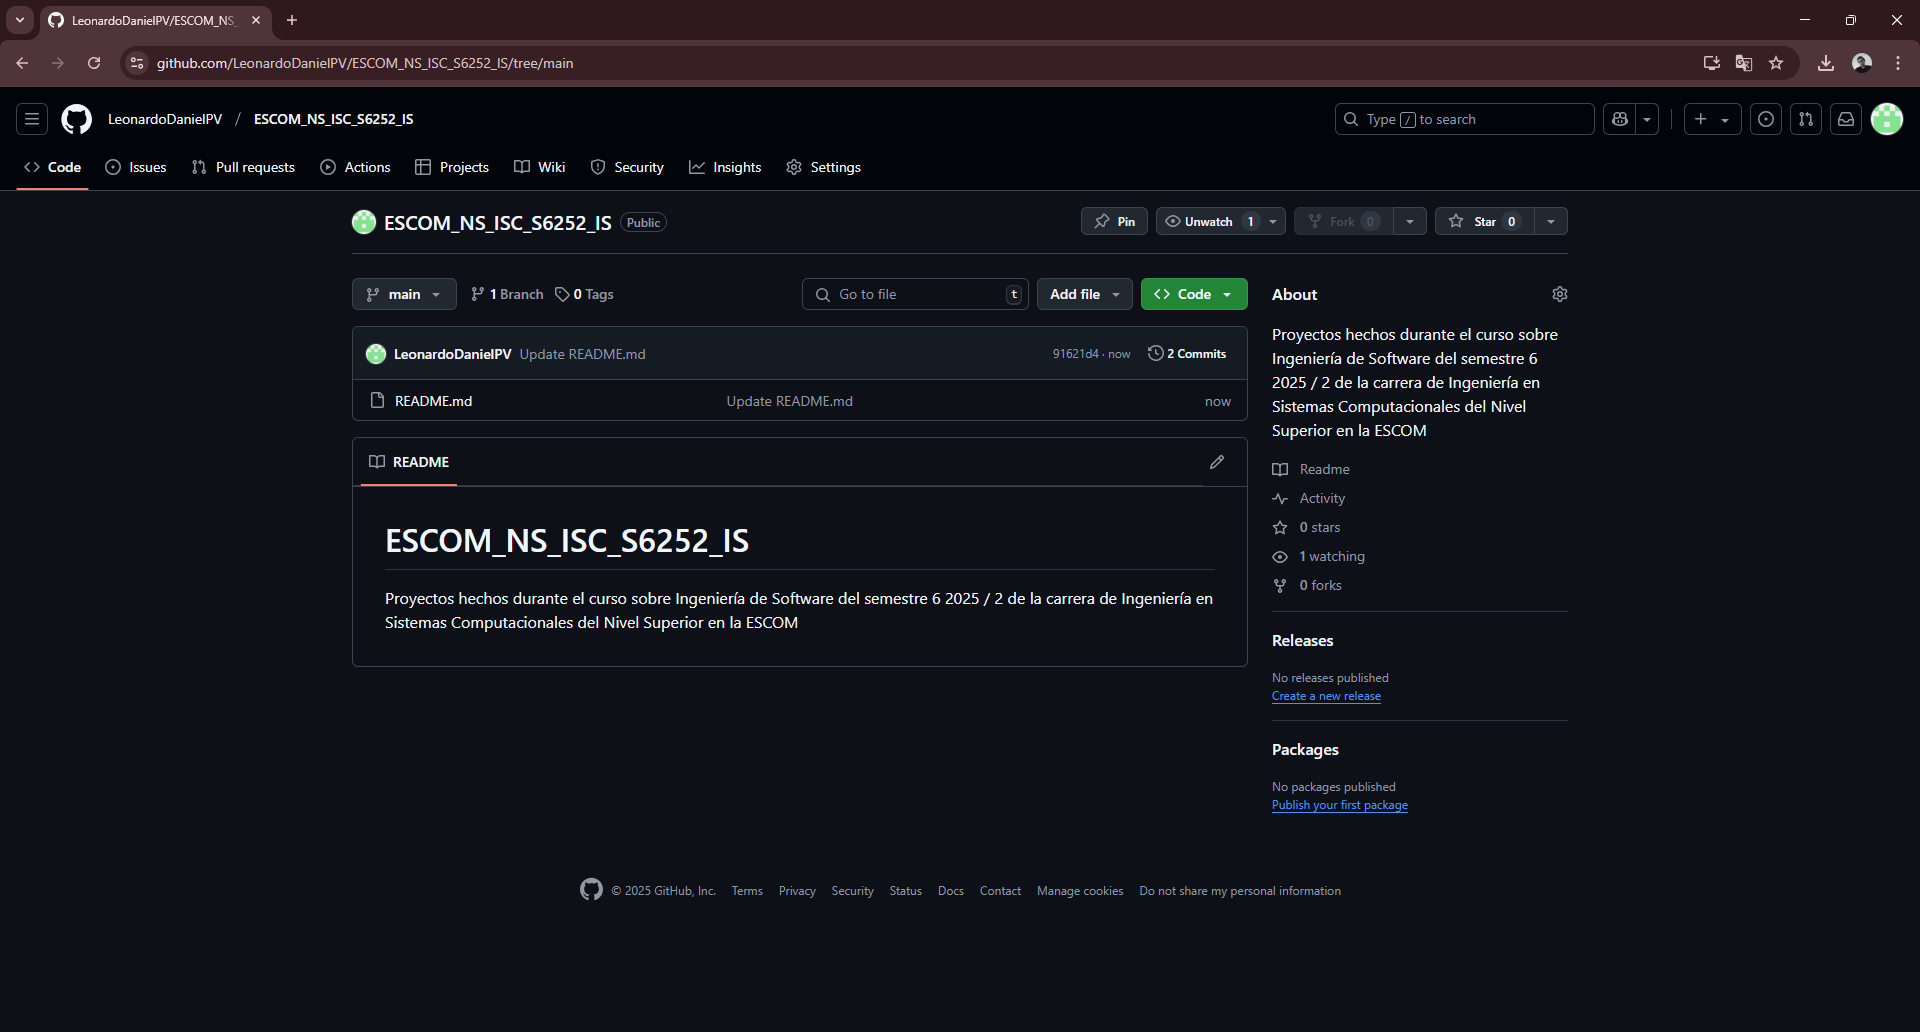 LeonardoDanielPV/ESCOM_NS_
github.com/LeonardoDanielPV/ESCOM_NS_ISC_S6252_IS/tree/main
LeonardoDanielPV / ESCOM_NS_ISC_S6252_IS
Type / to search
Code Issues Pull requests Actions Projects Wiki Security Insights Settings
ESCOM_NS_ISC_S6252_IS Public
Pin Unwatch 1 Fork 0 Star 0
main 1 Branch 0 Tags
Go to file t Add file Code
LeonardoDanielPV Update README.md 91621d4 · now 2 Commits
README.md Update README.md now
README
ESCOM_NS_ISC_S6252_IS
Proyectos hechos durante el curso sobre Ingeniería de Software del semestre 6 2025 / 2 de la carrera de Ingeniería en
Sistemas Computacionales del Nivel Superior en la ESCOM
About
Proyectos hechos durante el curso sobre
Ingeniería de Software del semestre 6
2025 / 2 de la carrera de Ingeniería en
Sistemas Computacionales del Nivel
Superior en la ESCOM
Readme
Activity
0 stars
1 watching
0 forks
Releases
No releases published
Create a new release
Packages
No packages published
Publish your first package
© 2025 GitHub, Inc. Terms Privacy Security Status Docs Contact Manage cookies Do not share my personal information